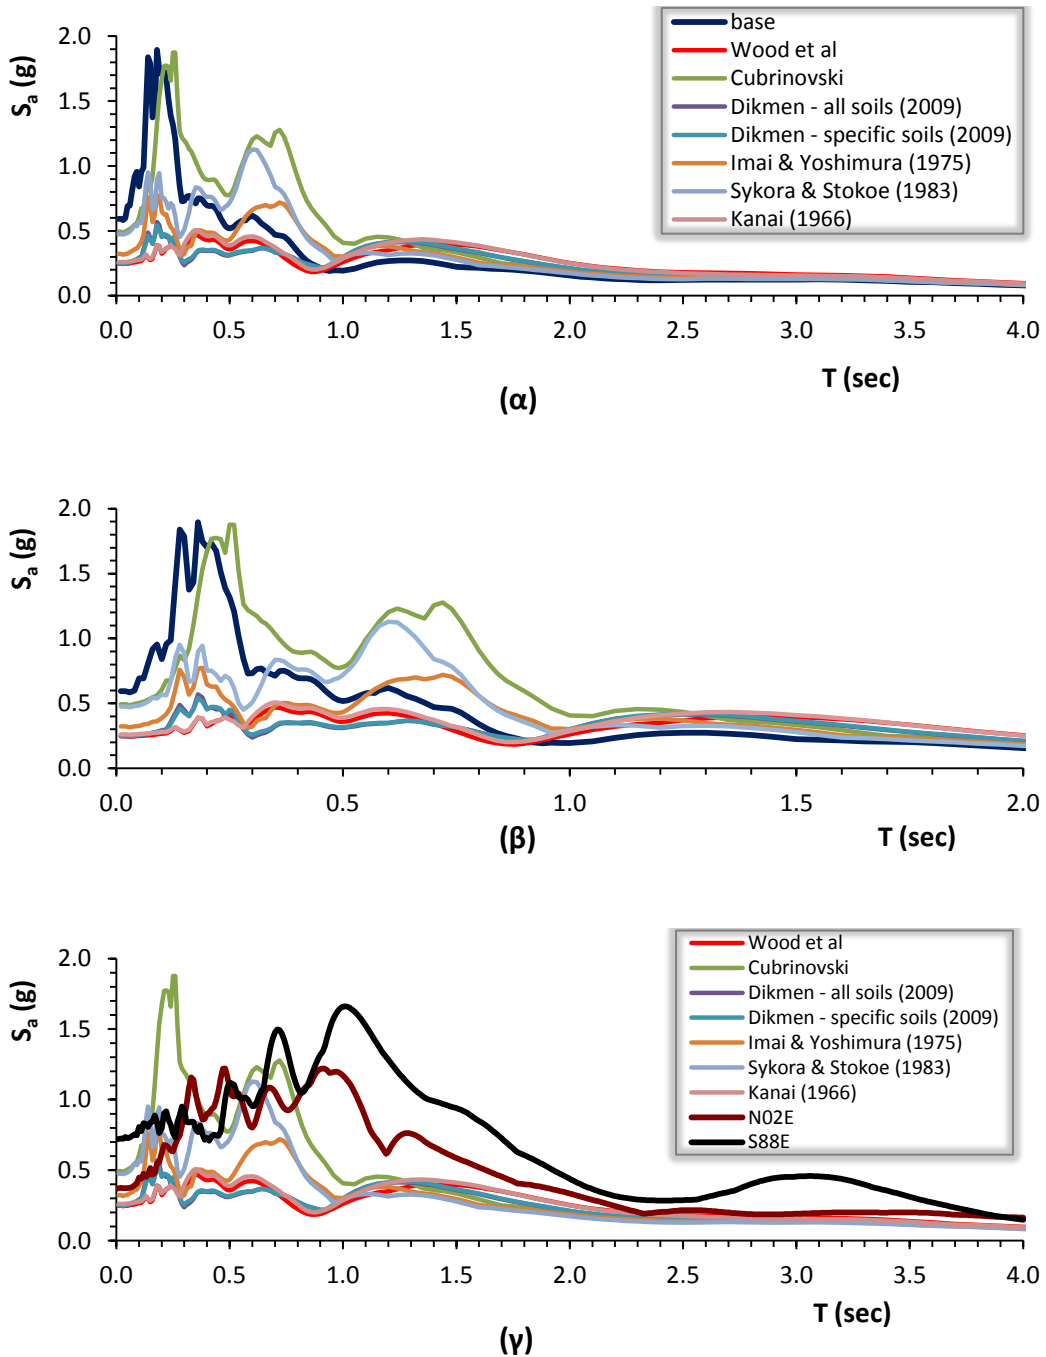 base
Wood et al
Cubrinovski
Dikmen - all soils (2009)
Dikmen - specific soils (2009)
Imai & Yoshimura (1975)
Sykora & Stokoe (1983)
Kanai (1966)
Sa (g)
2.0
1.5
1.0
0.5
0.0
0.0 0.5 1.0 1.5 2.0 2.5 3.0 3.5 4.0
T (sec)
(α)
Sa (g)
2.0
1.5
1.0
0.5
0.0
0.0 0.5 1.0 1.5 2.0
T (sec)
(β)
Wood et al
Cubrinovski
Dikmen - all soils (2009)
Dikmen - specific soils (2009)
Imai & Yoshimura (1975)
Sykora & Stokoe (1983)
Kanai (1966)
N02E
S88E
Sa (g)
2.0
1.5
1.0
0.5
0.0
0.0 0.5 1.0 1.5 2.0 2.5 3.0 3.5 4.0
T (sec)
(γ)